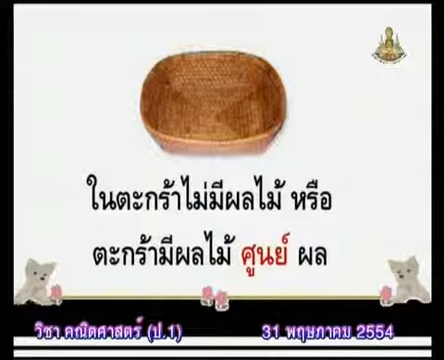 ในตะกร้าไม่มีผลไม้ หรือ
ตะกร้ามีผลไม้ ศูนย์ ผล
วิชา คณิตศาสตร์ (ป.1) 31 พฤษภาคม 2554